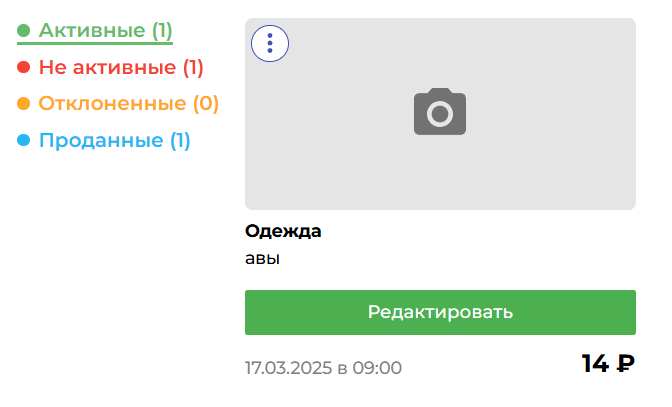 Активные (1)
Не активные (1)
Отклоненные (0)
Проданные (1)
Одежда
авы
Редактировать
17.03.2025 в 09:00
14 ₽